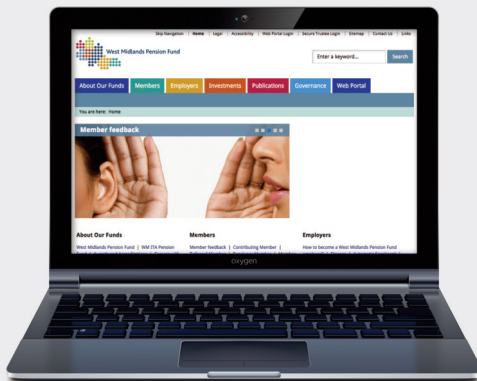 Skip Navigation | Home | Legal | Accessibility | Web Portal Login | Secure Trustee Login | Sitemap | Contact Us | Links
West Midlands Pension Fund
Enter a keyword...
Search
About Our Funds
Members
Employers
Investments
Publications
Governance
Web Portal
You are here: Home
Member feedback
About Our Funds
Members
Employers
West Midlands Pension Fund | WM ITA Pension
Member Feedback | Contributing Member |
How to become a West Midlands Pension Fund
oxygen